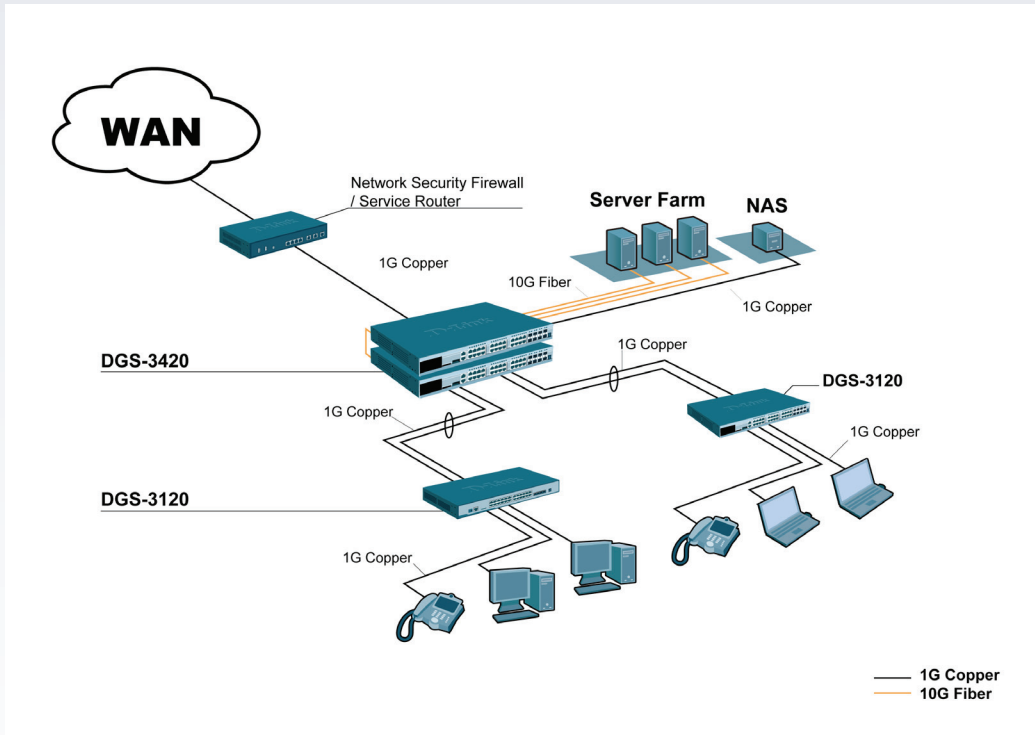 WAN
Network Security Firewall
/ Service Router
Server Farm
NAS
1G Copper
10G Fiber
1G Copper
DGS-3420
1G Copper
DGS-3120
1G Copper
1G Copper
DGS-3120
1G Copper
1G Copper
10G Fiber